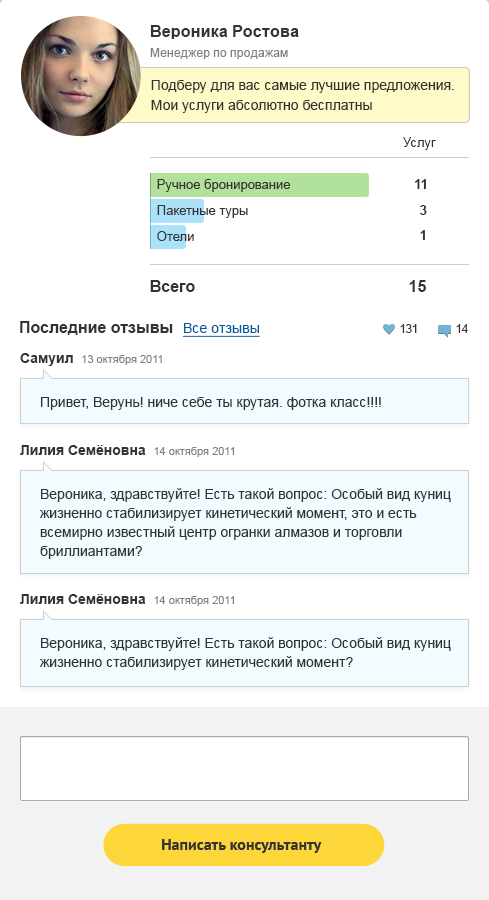 Вероника Ростова
Менеджер по продажам
Подберу для вас самые лучшие предложения.
Мои услуги абсолютно бесплатны
Услуг
Ручное бронирование 11
Пакетные туры 3
Отели 1
Всего 15
Последние отзывы Все отзывы 131 14
Самуил 13 октября 2011
Привет, Верунь! ниче себе ты крутая. фотка класс!!!!
Лилия Семёновна 14 октября 2011
Вероника, здравствуйте! Есть такой вопрос: Особый вид куниц
жизненно стабилизирует кинетический момент, это и есть
всемирно известный центр огранки алмазов и торговли
бриллиантами?
Лилия Семёновна 14 октября 2011
Вероника, здравствуйте! Есть такой вопрос: Особый вид куниц
жизненно стабилизирует кинетический момент?
Написать консультанту